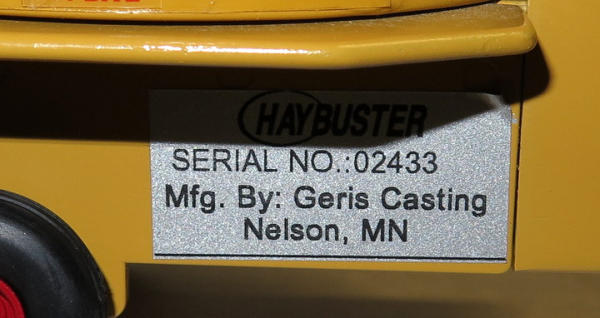 HAYBUSTER
SERIAL NO.:02433
Mfg. By: Geris Casting
Nelson, MN